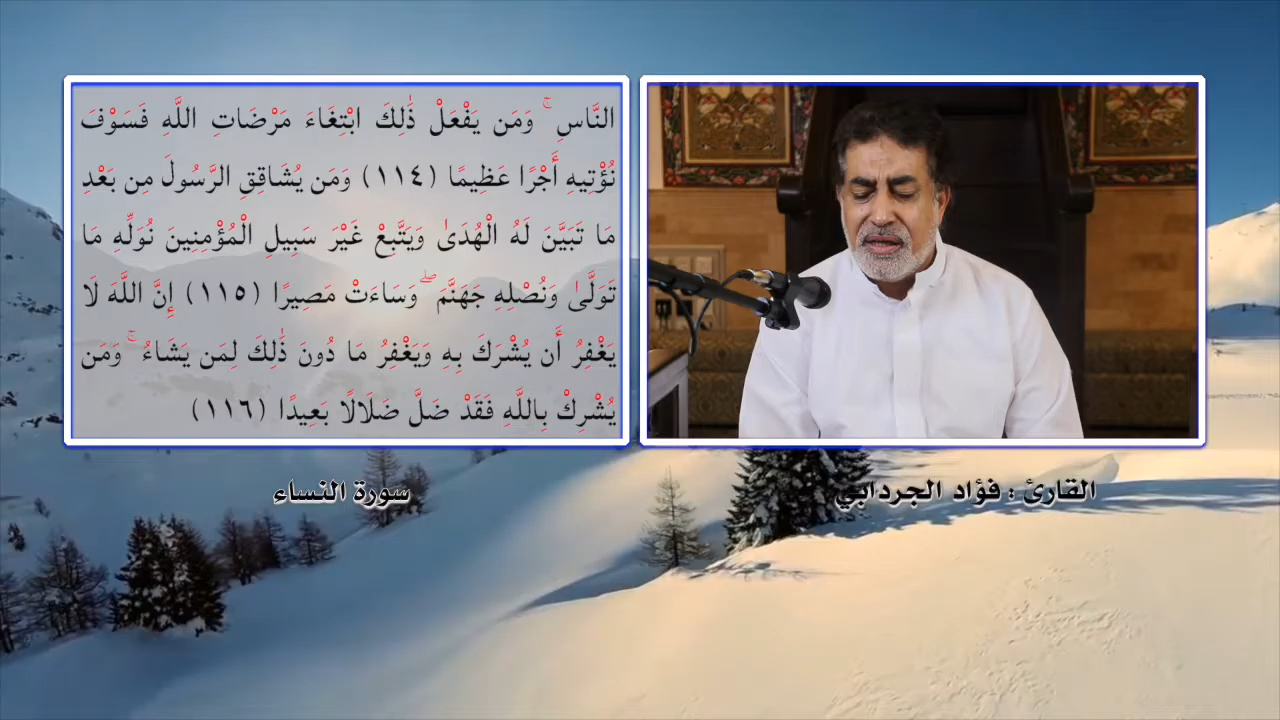 النَّاسِ ۚ وَمَن يَفْعَلْ ذَٰلِكَ ابْتِغَاءَ مَرْضَاتِ اللَّهِ فَسَوْفَ
نُؤْتِيهِ أَجْرًا عَظِيمًا (١١٤) وَمَن يُشَاقِقِ الرَّسُولَ مِن بَعْدِ
مَا تَبَيَّنَ لَهُ الْهُدَىٰ وَيَتَّبِعْ غَيْرَ سَبِيلِ الْمُؤْمِنِينَ نُوَلِّهِ مَا
تَوَلَّىٰ وَنُصْلِهِ جَهَنَّمَ ۖ وَسَاءَتْ مَصِيرًا (١١٥) إِنَّ اللَّهَ لَا
يَغْفِرُ أَن يُشْرَكَ بِهِ وَيَغْفِرُ مَا دُونَ ذَٰلِكَ لِمَن يَشَاءُ ۚ وَمَن
يُشْرِكْ بِاللَّهِ فَقَدْ ضَلَّ ضَلَالًا بَعِيدًا (١١٦)
القارئ : فؤاد الجردابي
سورة النساء